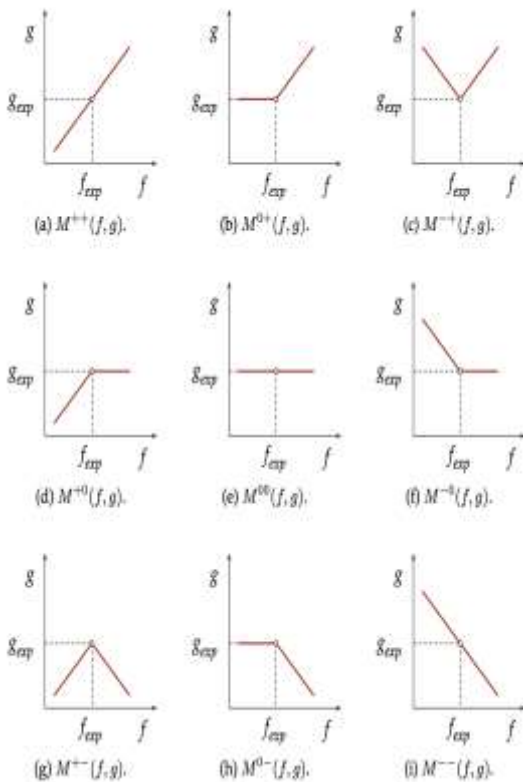 g g g
g_exp g_exp g_exp
f_exp f f_exp f f_exp f
(a) M⁺⁺(f, g). (b) M⁰⁺(f, g). (c) M⁻⁺(f, g).
g g g
g_exp g_exp g_exp
f_exp f f_exp f f_exp f
(d) M⁺⁰(f, g). (e) M⁰⁰(f, g). (f) M⁻⁰(f, g).
g g g
g_exp g_exp g_exp
f_exp f f_exp f f_exp f
(g) M⁺⁻(f, g). (h) M⁰⁻(f, g). (i) M⁻⁻(f, g).